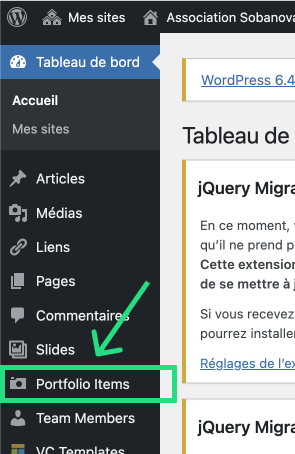 Mes sites
Association Sobanova
Tableau de bord
Accueil
Mes sites
Articles
Médias
Liens
Pages
Commentaires
Slides
Portfolio Items
Team Members
VC Templates
WordPress 6.4
Tableau de
jQuery Migra
En ce moment,
qu'il ne prend pa
Cette extension
de se mettre à j
Si vous recevez
pourrez installer
Réglages de l'ex
jQuery Migra